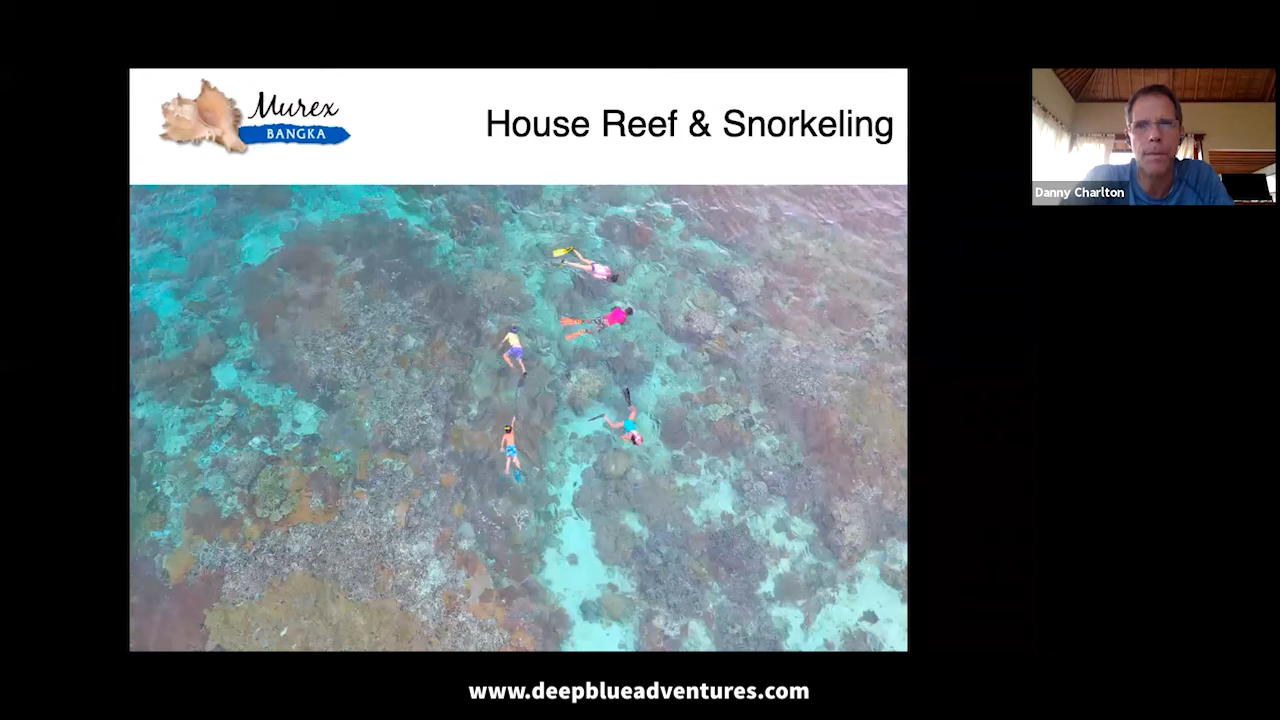 Murex
BANGKA
House Reef & Snorkeling
Danny Charlton
www.deepblueadventures.com